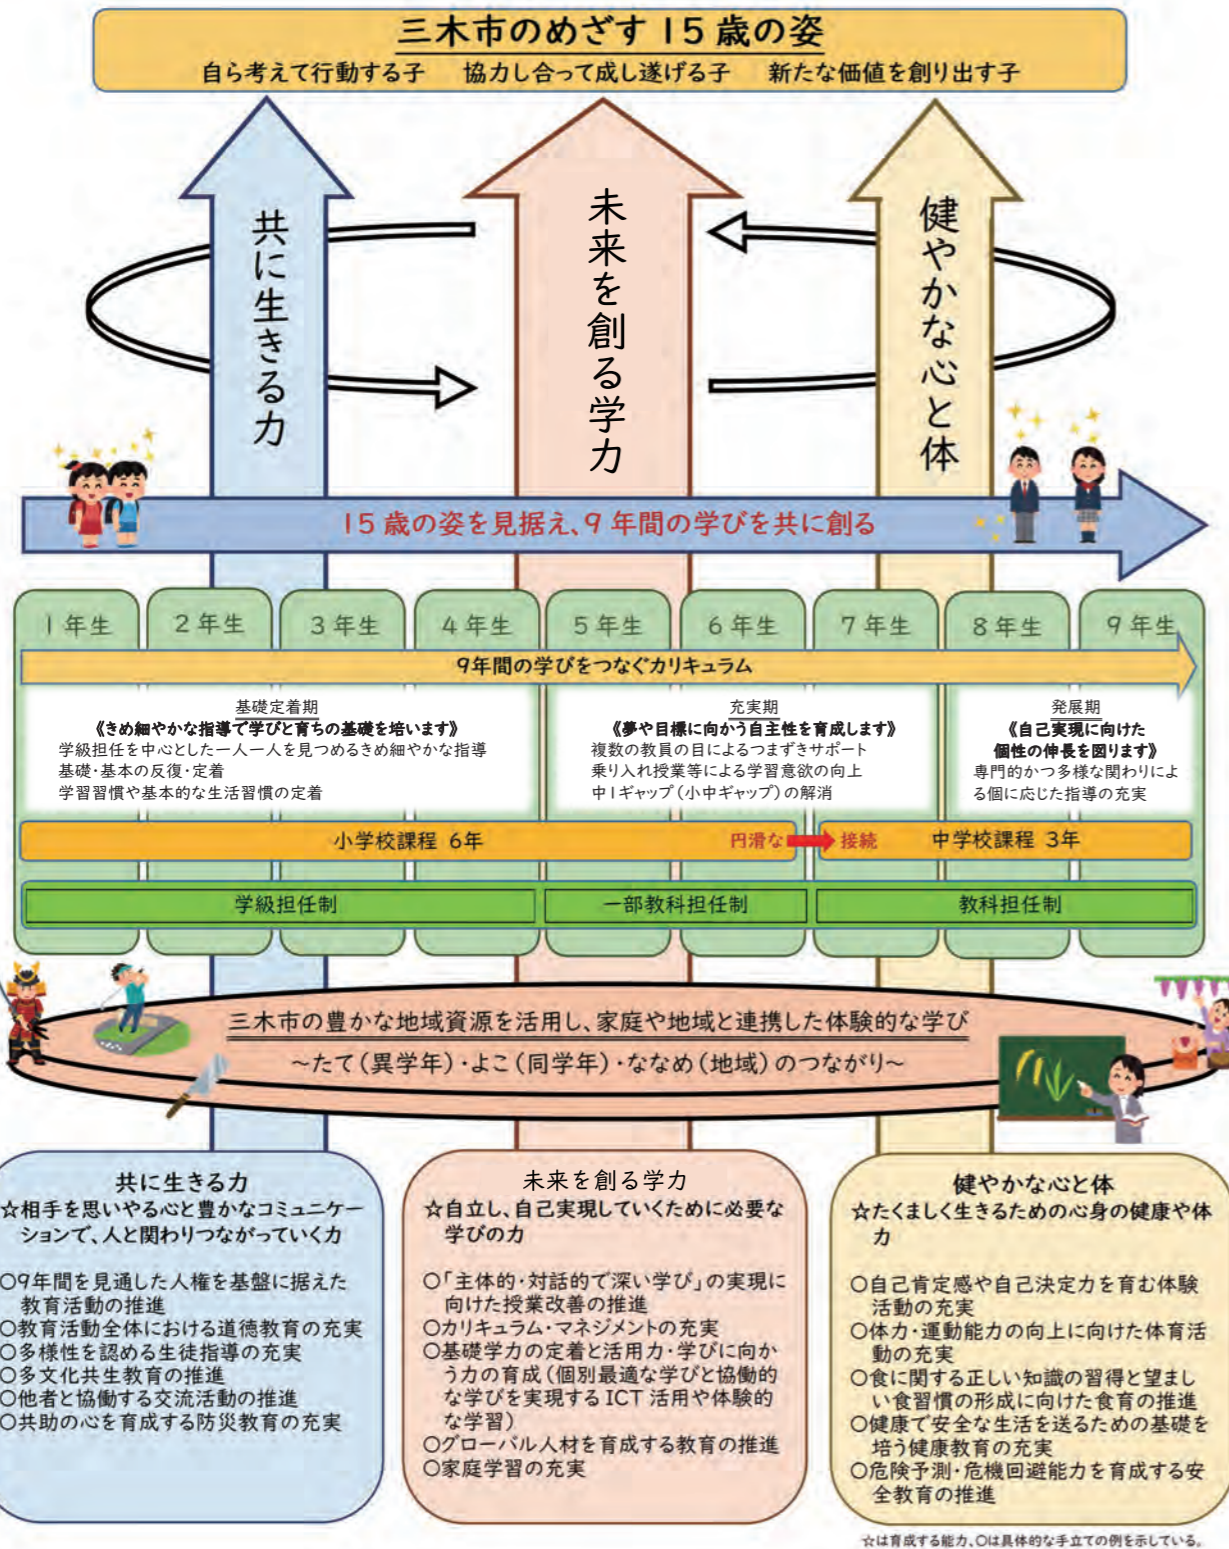 三木市のめざす15歳の姿
自ら考えて行動する子　協力し合って成し遂げる子　新たな価値を創り出す子
共に生きる力
未来を創る学力
健やかな心と体
15歳の姿を見据え、9年間の学びを共に創る
1年生　2年生　3年生　4年生　5年生　6年生　7年生　8年生　9年生
9年間の学びをつなぐカリキュラム
基礎定着期
《きめ細やかな指導で学びと育ちの基礎を培います》
学級担任を中心とした一人一人を見つめるきめ細やかな指導
基礎・基本の反復・定着
学習習慣や基本的な生活習慣の定着
充実期
《夢や目標に向かう自主性を育成します》
複数の教員の目によるつまずきサポート
乗り入れ授業等による学習意欲の向上
中1ギャップ(小中ギャップ)の解消
発展期
《自己実現に向けた
個性の伸長を図ります》
専門的かつ多様な関わりによ
る個に応じた指導の充実
小学校課程 6年　円滑な　接続　中学校課程 3年
学級担任制　一部教科担任制　教科担任制
三木市の豊かな地域資源を活用し、家庭や地域と連携した体験的な学び
～たて(異学年)・よこ(同学年)・ななめ(地域)のつながり～
共に生きる力
☆相手を思いやる心と豊かなコミュニケー
ションで、人と関わりつながっていく力
○9年間を見通した人権を基盤に据えた
教育活動の推進
○教育活動全体における道徳教育の充実
○多様性を認める生徒指導の充実
○多文化共生教育の推進
○他者と協働する交流活動の推進
○共助の心を育成する防災教育の充実
未来を創る学力
☆自立し、自己実現していくために必要な
学びの力
○「主体的・対話的で深い学び」の実現に
向けた授業改善の推進
○カリキュラム・マネジメントの充実
○基礎学力の定着と活用力・学びに向か
う力の育成(個別最適な学びと協働的
な学びを実現するICT活用や体験的
な学習)
○グローバル人材を育成する教育の推進
○家庭学習の充実
健やかな心と体
☆たくましく生きるための心身の健康や体
力
○自己肯定感や自己決定力を育む体験
活動の充実
○体力・運動能力の向上に向けた体育活
動の充実
○食に関する正しい知識の習得と望まし
い食習慣の形成に向けた食育の推進
○健康で安全な生活を送るための基礎を
培う健康教育の充実
○危険予測・危機回避能力を育成する安
全教育の推進
☆は育成する能力、○は具体的な手立ての例を示している。